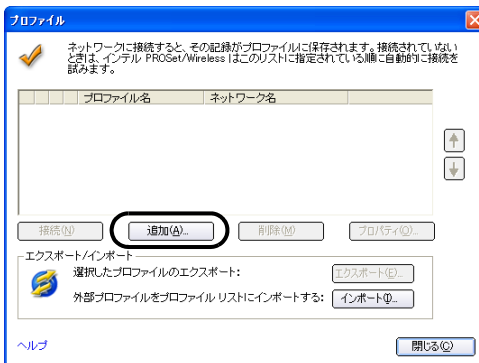 プロファイル
ネットワークに接続すると、その記録がプロファイルに保存されます。接続されていない
ときは、インテル PROSet/Wireless はこのリストに指定されている順に自動的に接続を
試みます。
プロファイル名 ネットワーク名
接続(N) 追加(A)... 削除(M) プロパティ(O)...
エクスポート/インポート
選択したプロファイルのエクスポート: エクスポート(E)...
外部プロファイルをプロファイル リストにインポートする: インポート(I)...
ヘルプ 閉じる(C)